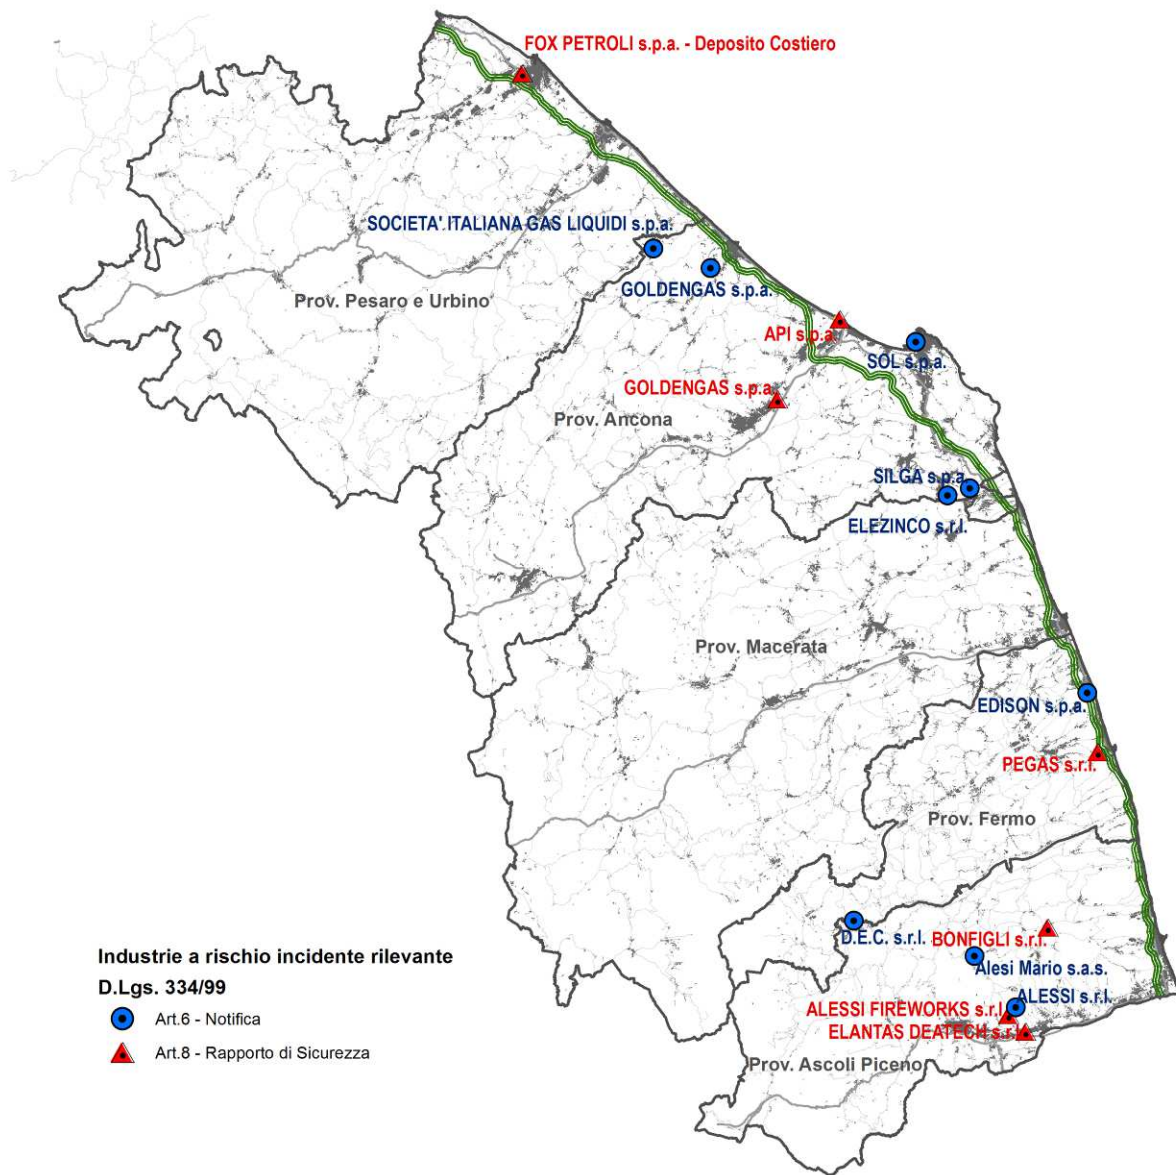 FOX PETROLI s.p.a. - Deposito Costiero
SOCIETA' ITALIANA GAS LIQUIDI s.p.a.
GOLDENGAS s.p.a.
Prov. Pesaro e Urbino
API s.p.a.
SOL s.p.a.
GOLDENGAS s.p.a.
Prov. Ancona
SILGA s.p.a.
ELEZINCO s.r.l.
Prov. Macerata
EDISON s.p.a.
PEGAS s.r.l.
Prov. Fermo
D.E.C. s.r.l.
BONFIGLI s.r.l.
Alesi Mario s.a.s.
ALESSI s.r.l.
ALESSI FIREWORKS s.r.l.
ELANTAS DEATECH s.r.l.
Prov. Ascoli Piceno
Industrie a rischio incidente rilevante
D.Lgs. 334/99
Art.6 - Notifica
Art.8 - Rapporto di Sicurezza